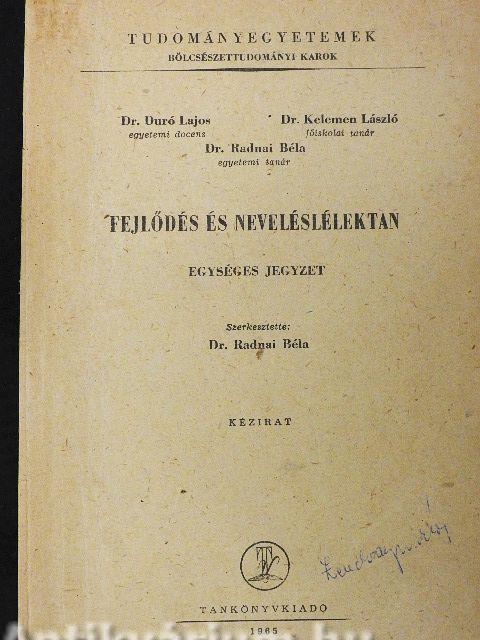 TUDOMÁNYEGYETEMEK
BÖLCSÉSZETTUDOMÁNYI KAROK
Dr. Duró Lajos
egyetemi docens
Dr. Kelemen László
főiskolai tanár
Dr. Radnai Béla
egyetemi tanár
FEJLŐDÉS ÉS NEVELÉSLÉLEKTAN
EGYSÉGES JEGYZET
Szerkesztette:
Dr. Radnai Béla
KÉZIRAT
TANKÖNYVKIADÓ
1965